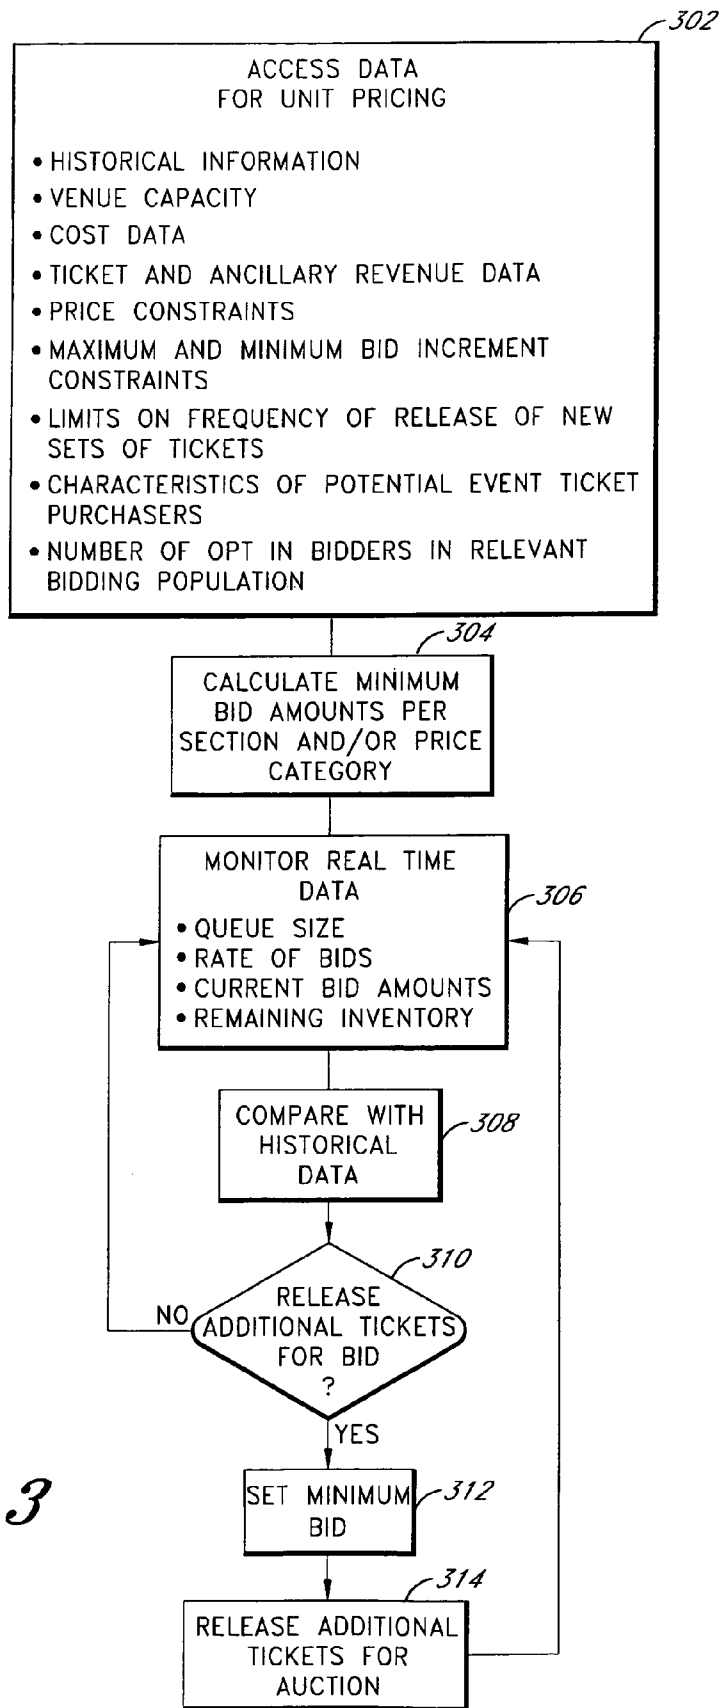 302
ACCESS DATA
FOR UNIT PRICING
• HISTORICAL INFORMATION
• VENUE CAPACITY
• COST DATA
• TICKET AND ANCILLARY REVENUE DATA
• PRICE CONSTRAINTS
• MAXIMUM AND MINIMUM BID INCREMENT
CONSTRAINTS
• LIMITS ON FREQUENCY OF RELEASE OF NEW
SETS OF TICKETS
• CHARACTERISTICS OF POTENTIAL EVENT TICKET
PURCHASERS
• NUMBER OF OPT IN BIDDERS IN RELEVANT
BIDDING POPULATION
304
CALCULATE MINIMUM
BID AMOUNTS PER
SECTION AND/OR PRICE
CATEGORY
306
MONITOR REAL TIME
DATA
• QUEUE SIZE
• RATE OF BIDS
• CURRENT BID AMOUNTS
• REMAINING INVENTORY
308
COMPARE WITH
HISTORICAL
DATA
310
RELEASE
ADDITIONAL TICKETS
FOR BID
?
NO
YES
3
312
SET MINIMUM
BID
314
RELEASE ADDITIONAL
TICKETS FOR
AUCTION